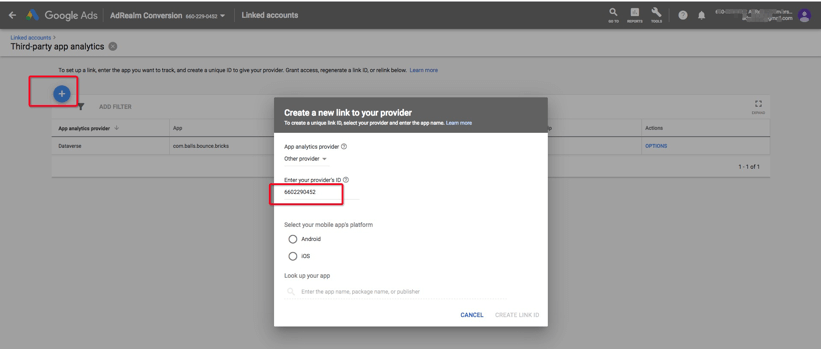 Google Ads
AdRealm Conversion 660-229-0452
Linked accounts
GO TO
REPORTS
TOOLS
Linked accounts >
Third-party app analytics
To set up a link, enter the app you want to track, and create a unique ID to give your provider. Grant access, regenerate a link ID, or relink below. Learn more
ADD FILTER
EXPAND
App analytics provider
App
Actions
Dataverse
com.balls.bounce.bricks
OPTIONS
1 - 1 of 1
Create a new link to your provider
To create a unique link ID, select your provider and enter the app name. Learn more
App analytics provider
Other provider
Enter your provider's ID
6602290452
Select your mobile app's platform
Android
iOS
Look up your app
Enter the app name, package name, or publisher
CANCEL
CREATE LINK ID